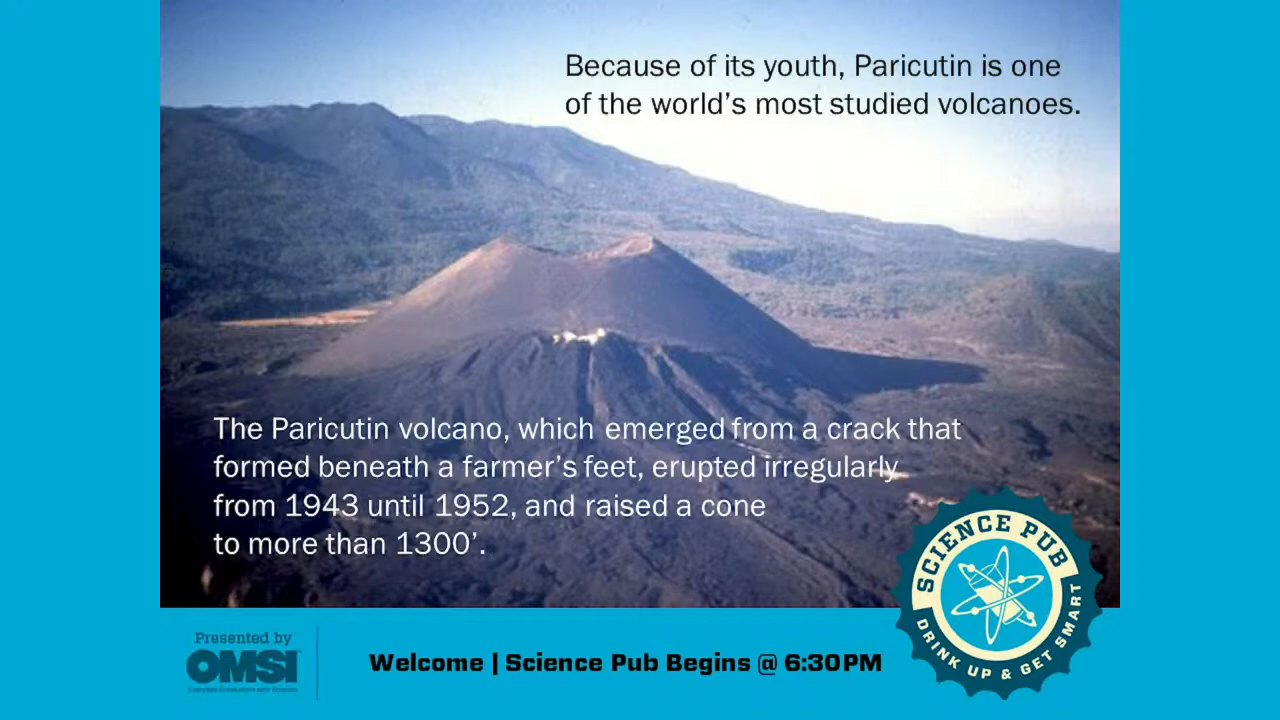 Because of its youth, Paricutin is one
of the world's most studied volcanoes.
The Paricutin volcano, which emerged from a crack that
formed beneath a farmer's feet, erupted irregularly
from 1943 until 1952, and raised a cone
to more than 1300’.
SCIENCE PUB
DRINK UP & GET SMART
Presented by
OMSI
Welcome | Science Pub Begins @ 6:30PM